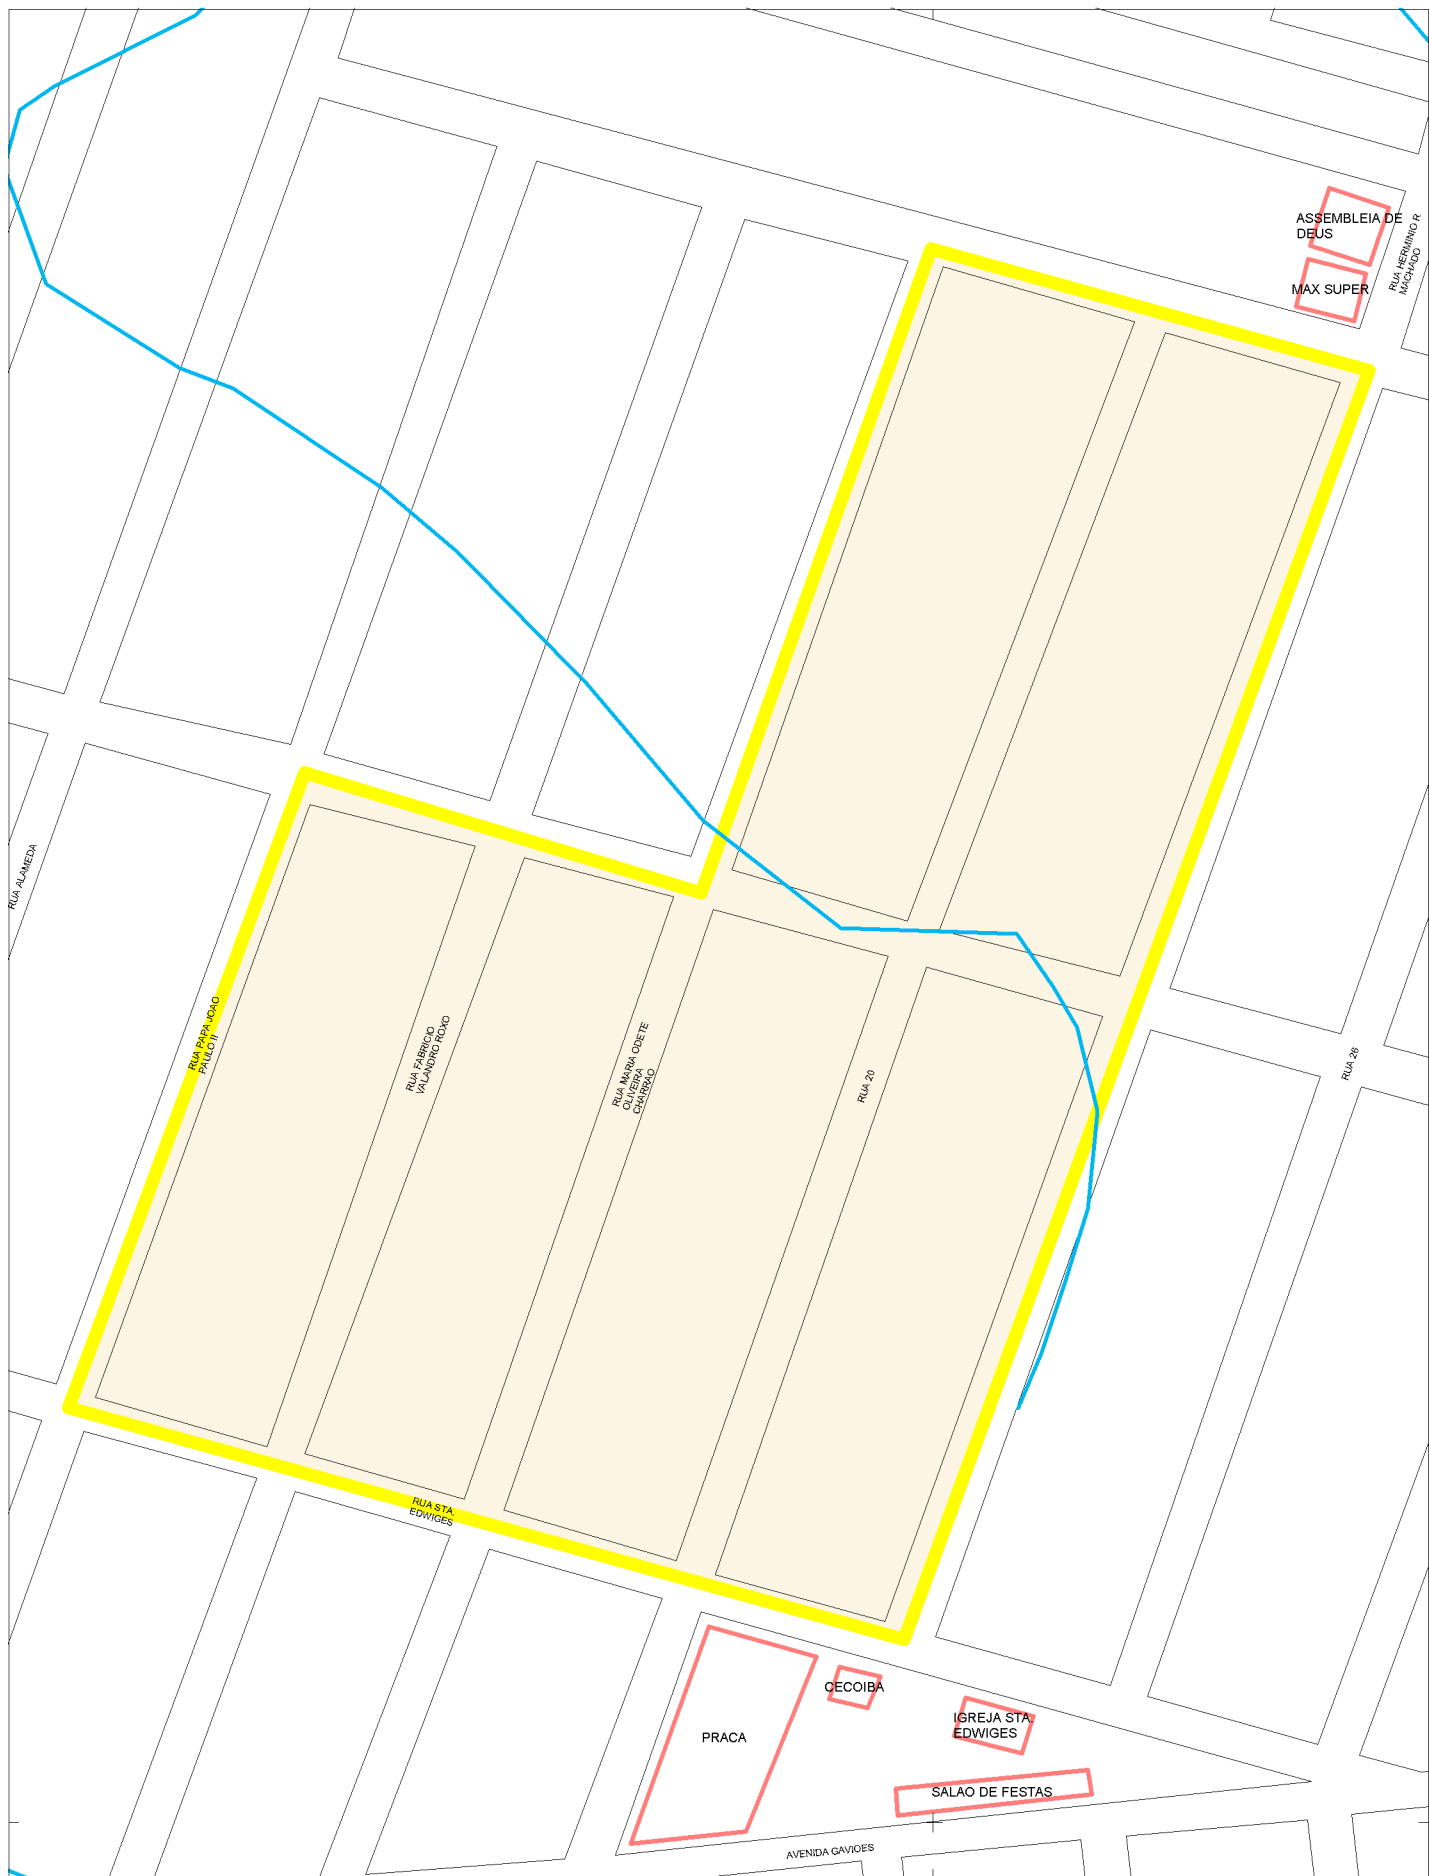 ASSEMBLEIA DE
DEUS
RUA HERMINIO R
MACHADO
MAX SUPER
RUA ALAMEDA
RUA PAPA JOAO
PAULO II
RUA FABRICIO
VALANDRO ROXO
RUA MARIA ODETE
OLIVEIRA
CHARRAO
RUA 20
RUA 26
RUA STA.
EDWIGES
CECOIBA
PRACA
IGREJA STA.
EDWIGES
SALAO DE FESTAS
AVENIDA GAVIOES